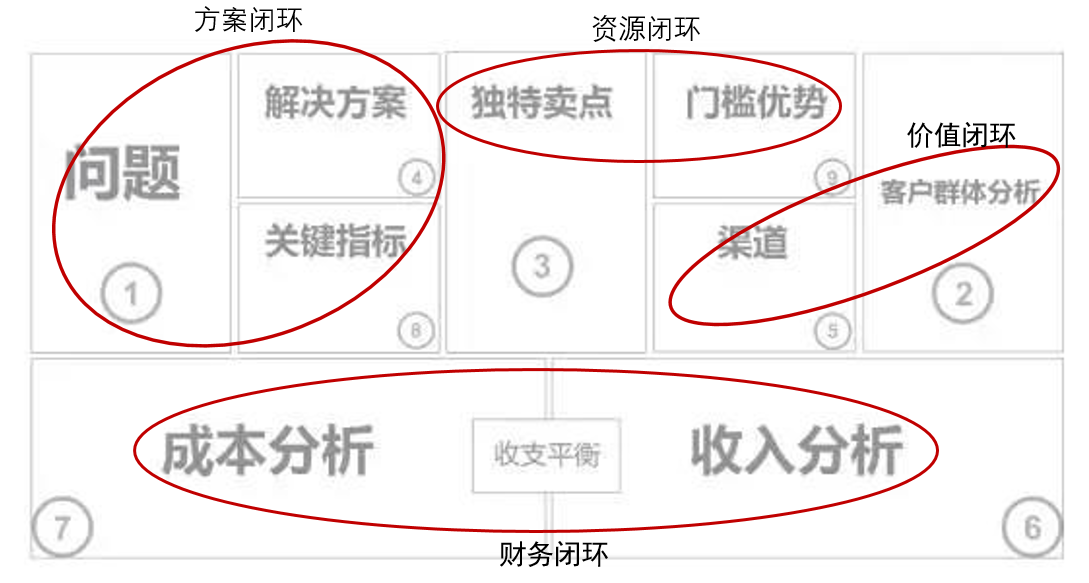 方案闭环
资源闭环
解决方案
独特卖点
门槛优势
价值闭环
问题
4
9
客户群体分析
关键指标
渠道
3
1
2
8
5
成本分析
收支平衡
收入分析
7
6
财务闭环